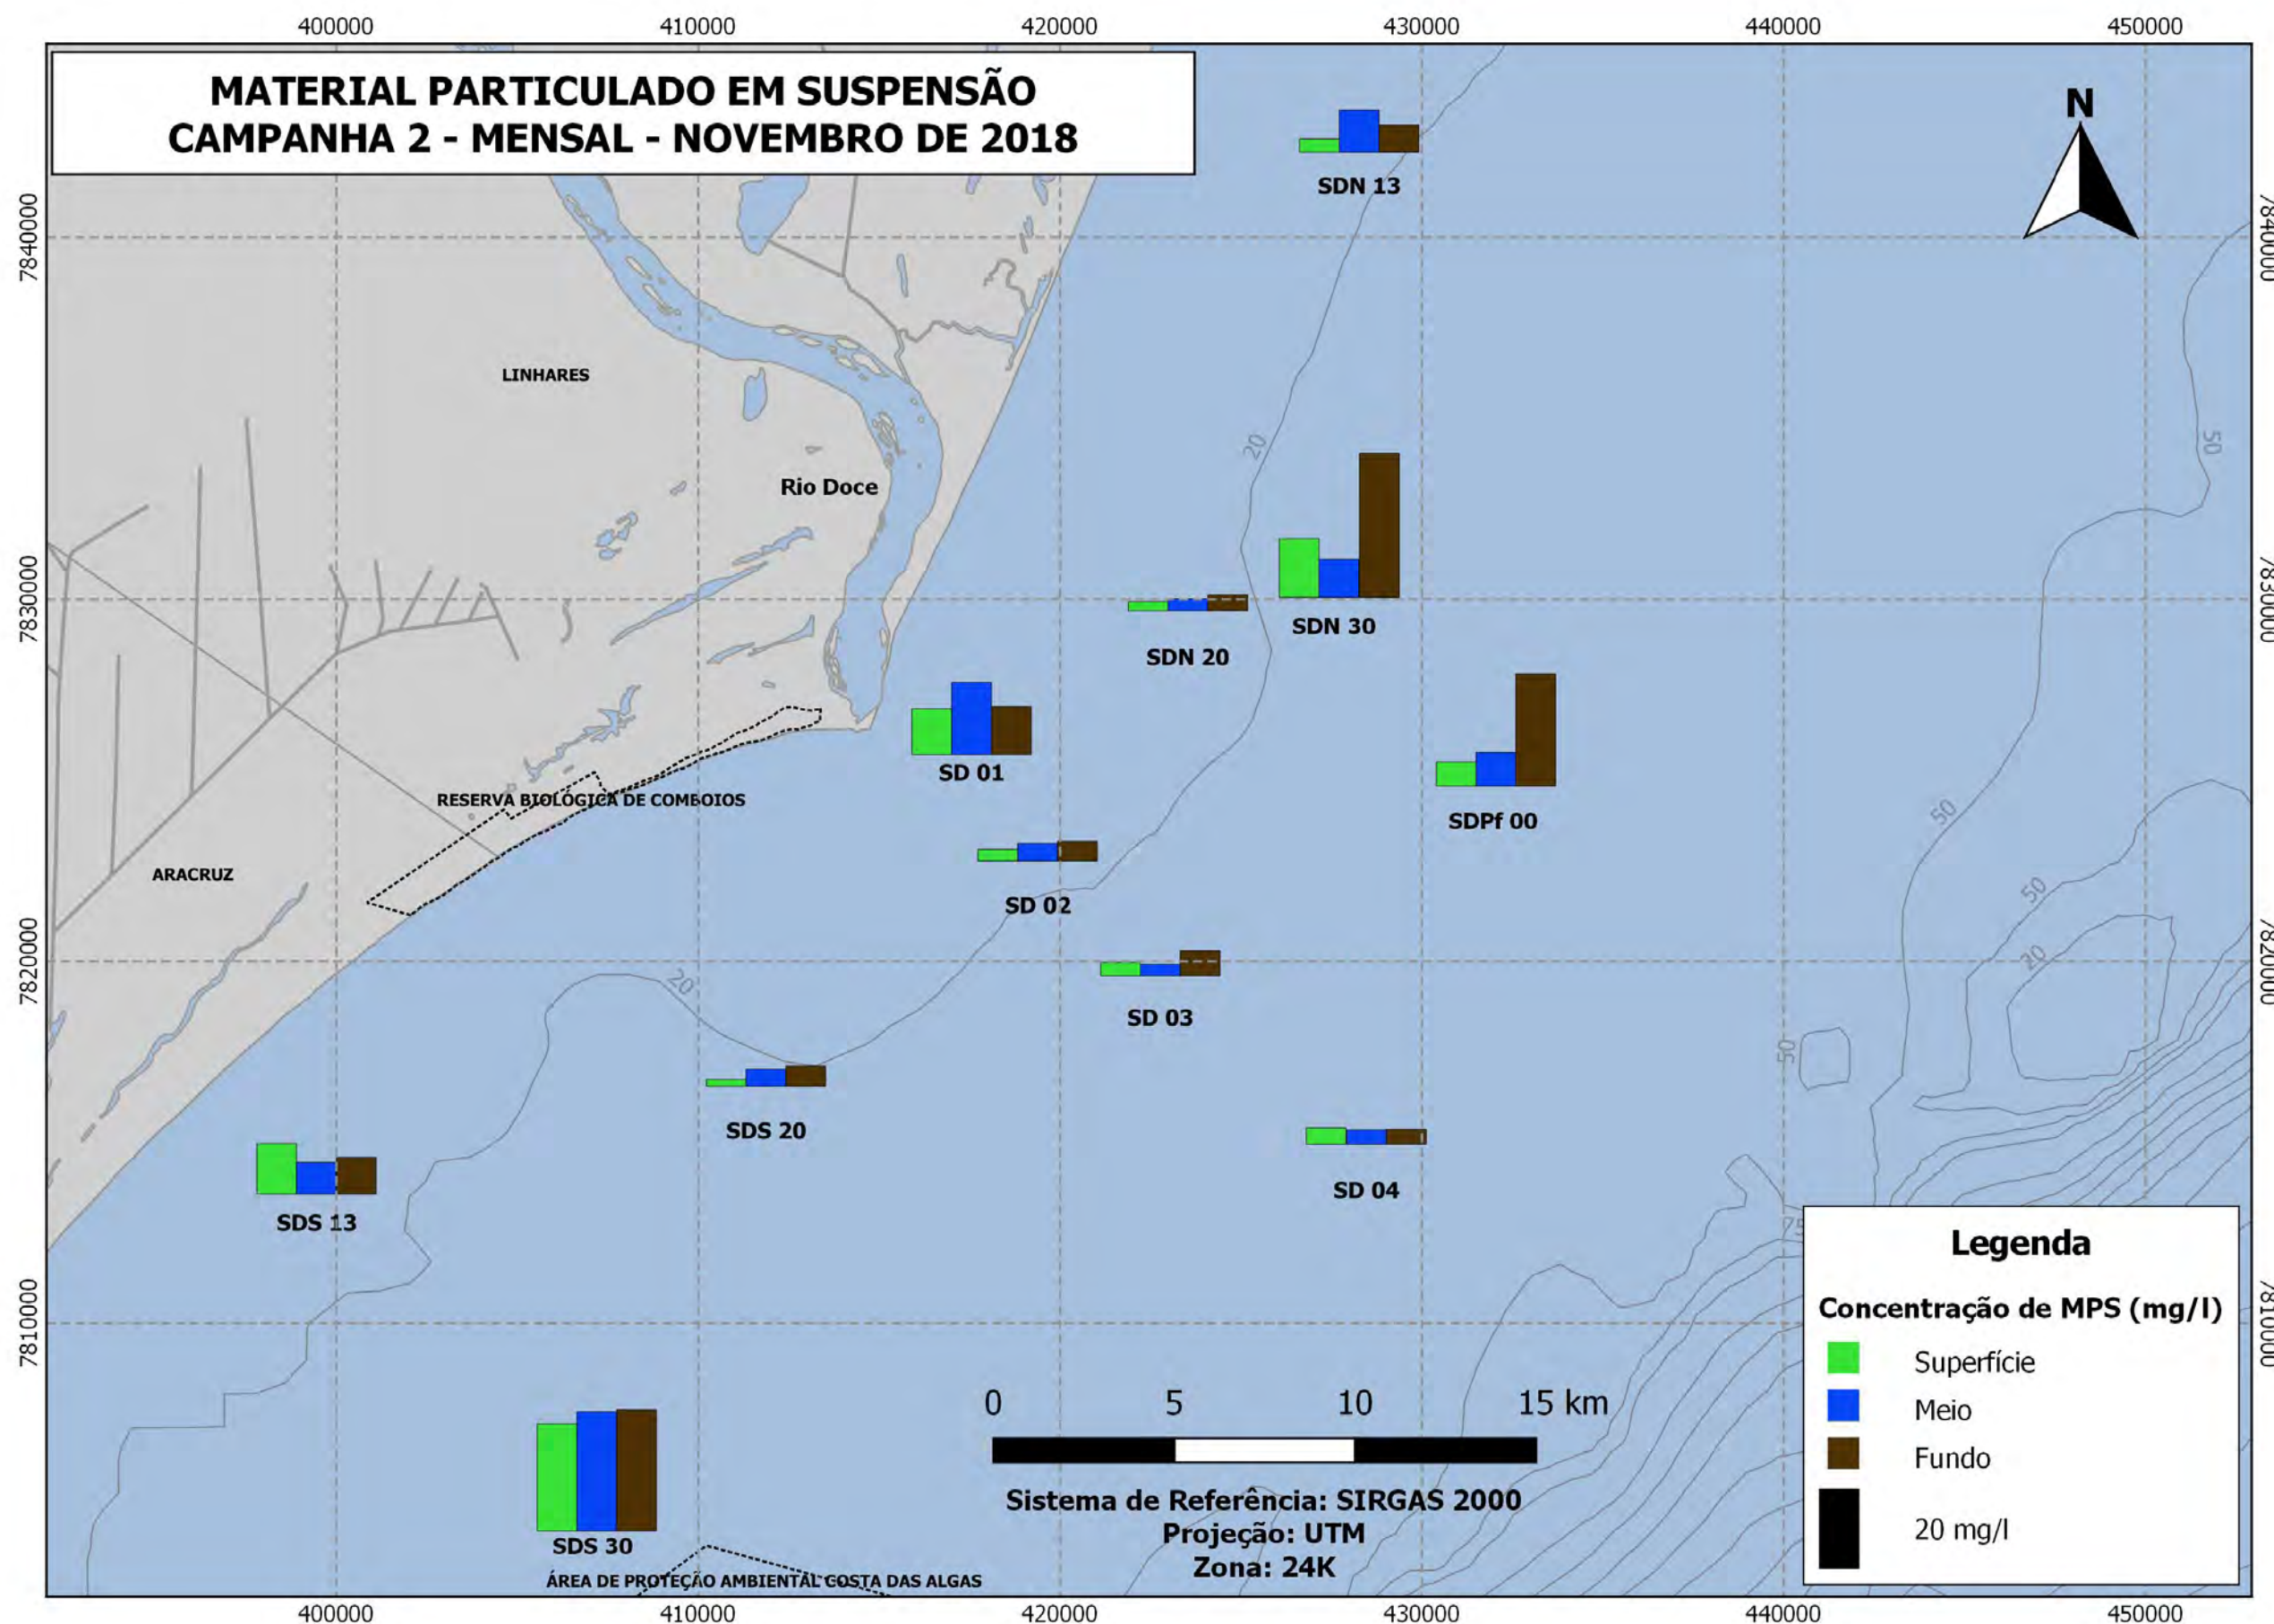 400000
410000
420000
430000
440000
450000
MATERIAL PARTICULADO EM SUSPENSÃO
CAMPANHA 2 - MENSAL - NOVEMBRO DE 2018
N
SDN 13
7840000
7840000
LINHARES
20
50
Rio Doce
7830000
7830000
SDN 30
SDN 20
SD 01
RESERVA BIOLÓGICA DE COMBOIOS
SDPf 00
50
ARACRUZ
50
SD 02
7820000
7820000
20
20
SD 03
50
SDS 20
SD 04
SDS 13
75
Legenda
Concentração de MPS (mg/l)
Superfície
Meio
Fundo
20 mg/l
7810000
7810000
0 5 10 15 km
Sistema de Referência: SIRGAS 2000
Projeção: UTM
Zona: 24K
SDS 30
ÁREA DE PROTEÇÃO AMBIENTAL COSTA DAS ALGAS
400000
410000
420000
430000
440000
450000